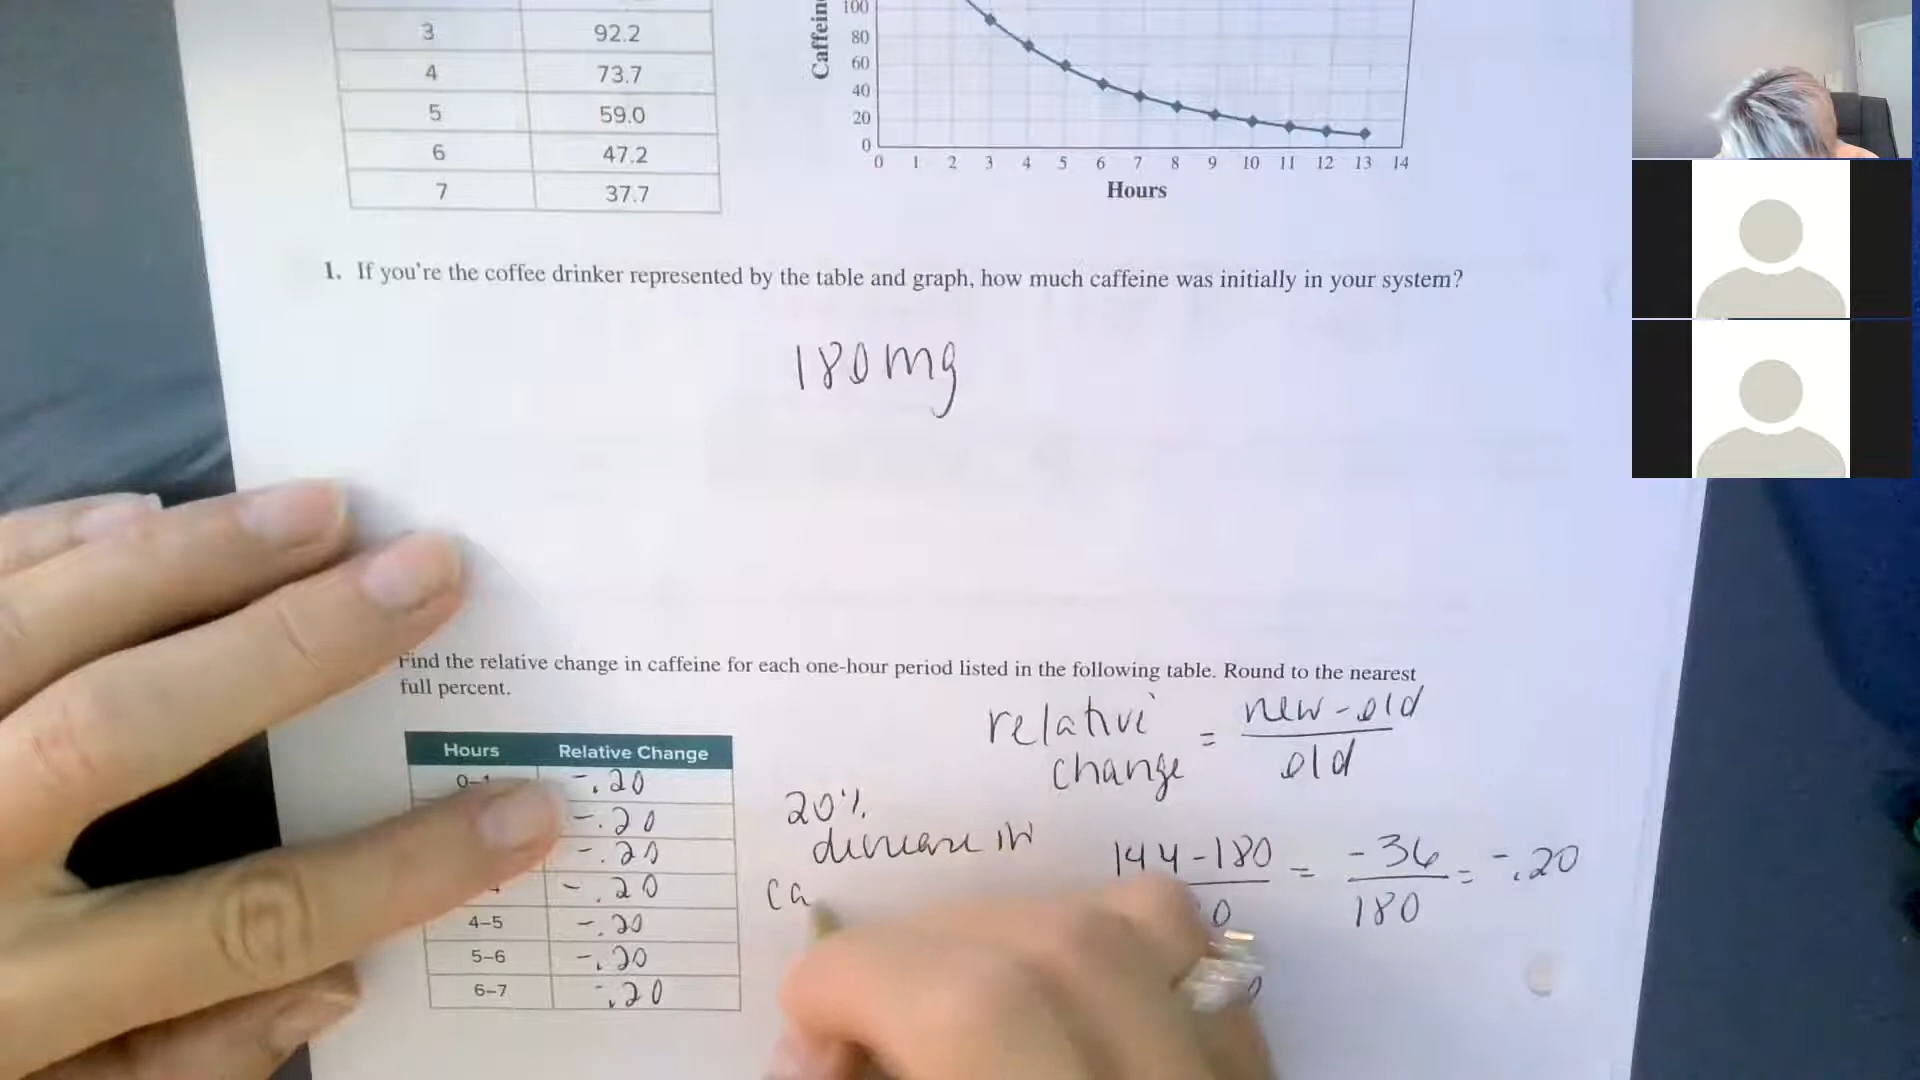 3 92.2
4 73.7
5 59.0
6 47.2
7 37.7
100
80
60
40
20
0
0 1 2 3 4 5 6 7 8 9 10 11 12 13 14
Hours
1. If you're the coffee drinker represented by the table and graph, how much caffeine was initially in your system?
180mg
Find the relative change in caffeine for each one-hour period listed in the following table. Round to the nearest
full percent.
relative change = new-old / old
Hours Relative Change
-.20
-.20
-.20
-.20
4–5 -.20
5–6 -.20
6–7 -.20
20%
decrease in
ca
144-180 = -36 / 180 = -.20